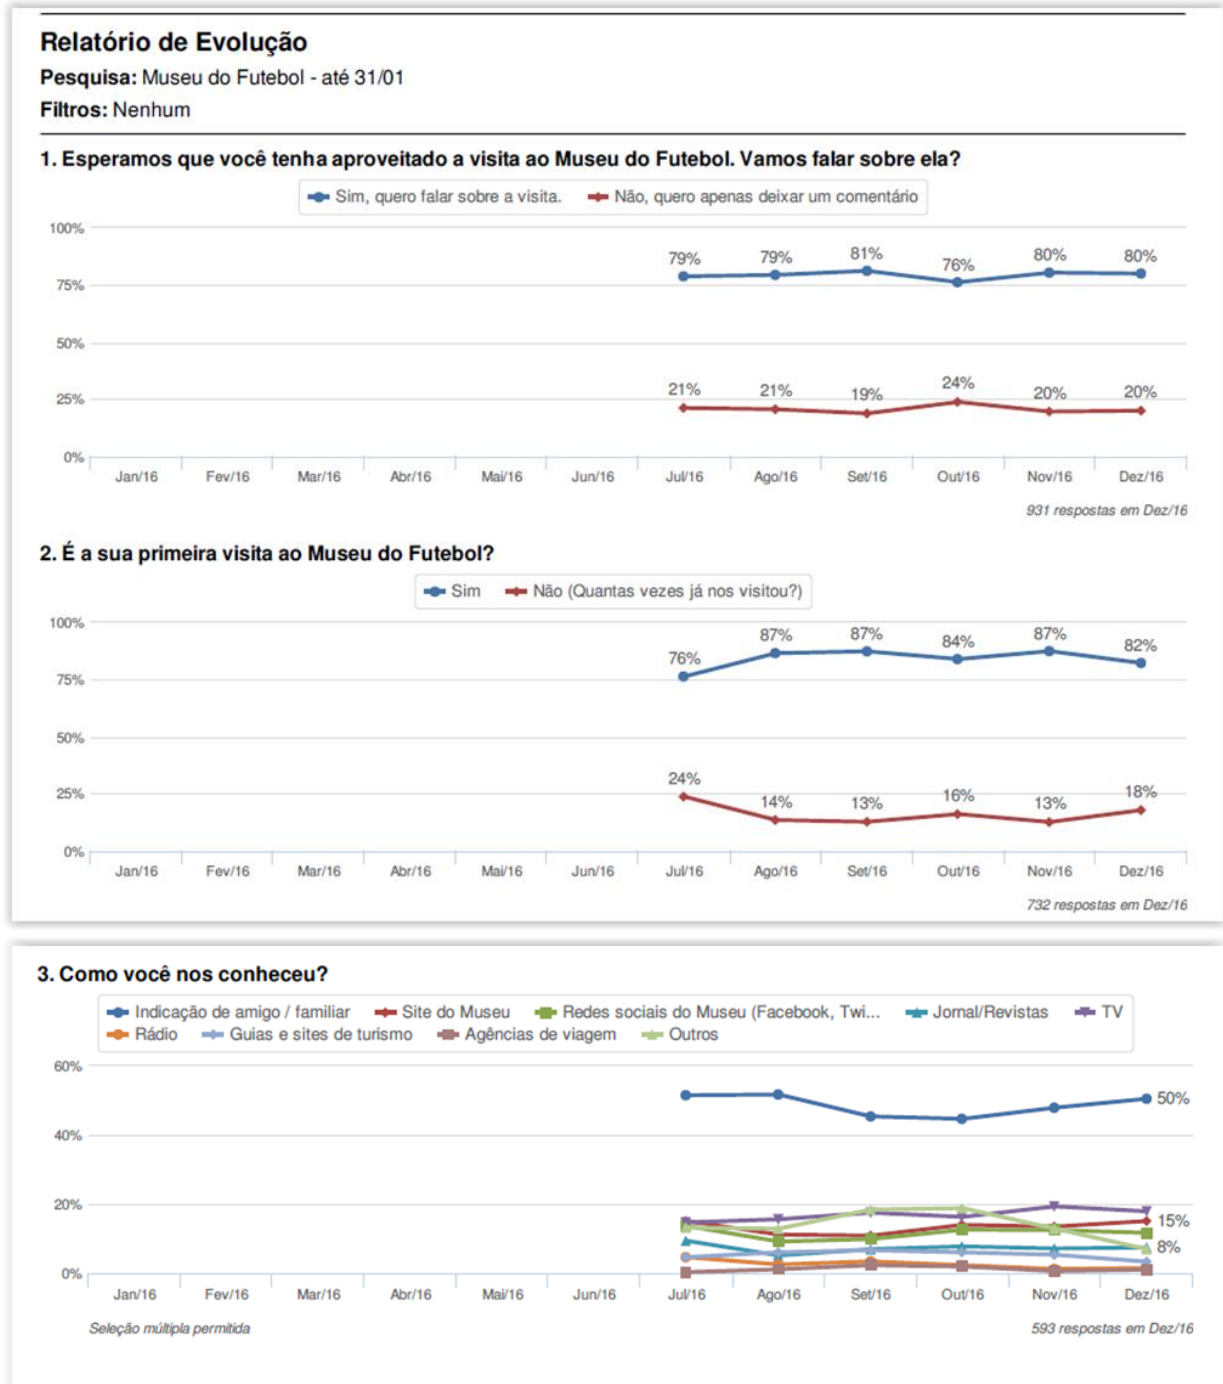 Relatório de Evolução
Pesquisa: Museu do Futebol - até 31/01
Filtros: Nenhum
1. Esperamos que você tenha aproveitado a visita ao Museu do Futebol. Vamos falar sobre ela?
Sim, quero falar sobre a visita. Não, quero apenas deixar um comentário
100%
79% 79% 81% 76% 80% 80%
75%
50%
21% 21% 19% 24% 20% 20%
25%
0%
Jan/16 Fev/16 Mar/16 Abr/16 Mai/16 Jun/16 Jul/16 Ago/16 Set/16 Out/16 Nov/16 Dez/16
931 respostas em Dez/16
2. É a sua primeira visita ao Museu do Futebol?
Sim Não (Quantas vezes já nos visitou?)
100%
76% 87% 87% 84% 87% 82%
75%
50%
24% 14% 13% 16% 13% 18%
25%
0%
Jan/16 Fev/16 Mar/16 Abr/16 Mai/16 Jun/16 Jul/16 Ago/16 Set/16 Out/16 Nov/16 Dez/16
732 respostas em Dez/16
3. Como você nos conheceu?
Indicação de amigo / familiar Site do Museu Redes sociais do Museu (Facebook, Twi... Jornal/Revistas TV
Rádio Guias e sites de turismo Agências de viagem Outros
60%
50%
40%
20%
15%
8%
0%
Jan/16 Fev/16 Mar/16 Abr/16 Mai/16 Jun/16 Jul/16 Ago/16 Set/16 Out/16 Nov/16 Dez/16
Seleção múltipla permitida 593 respostas em Dez/16